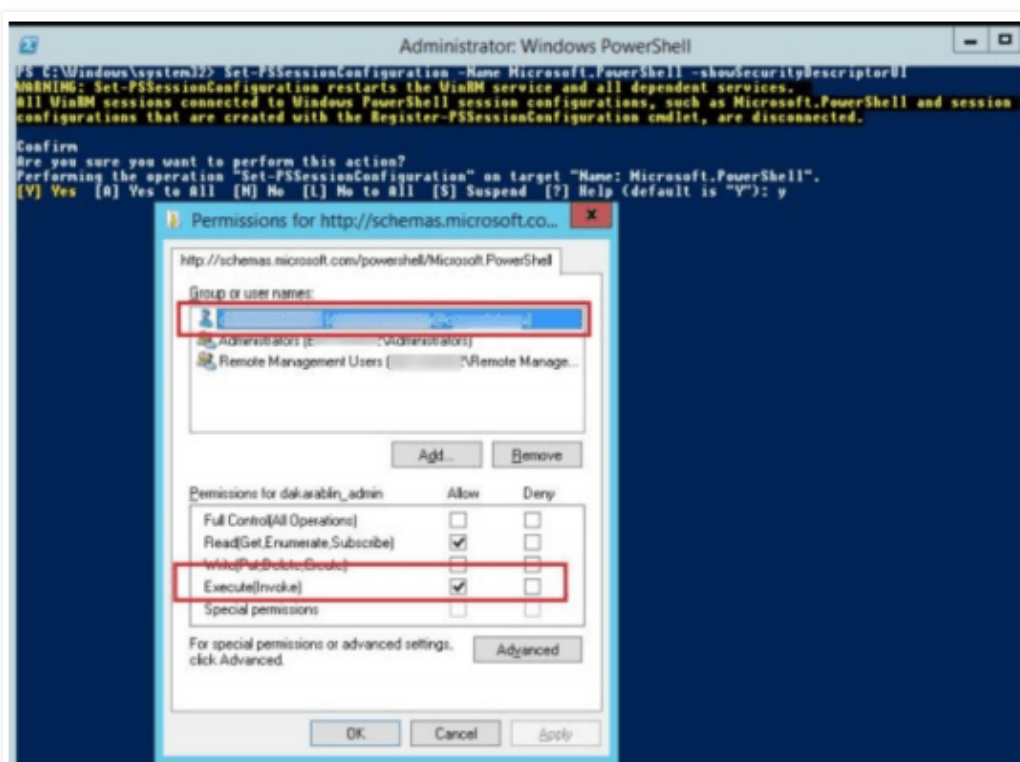 Administrator: Windows PowerShell
PS C:\Windows\system32> Set-PSSessionConfiguration -Name Microsoft.PowerShell -showSecurityDescriptorUI
WARNING: Set-PSSessionConfiguration restarts the WinRM service and all dependent services.
All WinRM sessions connected to Windows PowerShell session configurations, such as Microsoft.PowerShell and session
configurations that are created with the Register-PSSessionConfiguration cmdlet, are disconnected.
Confirm
Are you sure you want to perform this action?
Performing the operation "Set-PSSessionConfiguration" on target "Name: Microsoft.PowerShell".
[Y] Yes [A] Yes to All [N] No [L] No to All [S] Suspend [?] Help (default is "Y"): y
Permissions for http://schemas.microsoft.co...
http://schemas.microsoft.com/powershell/Microsoft.PowerShell
Group or user names:
Administrators (E \Administrators)
Remote Management Users ( \Remote Manage...
Add... Remove
Permissions for dakarablin_admin Allow Deny
Full Control(All Operations)
Read(Get,Enumerate,Subscribe)
Write(Put,Delete,Create)
Execute(Invoke)
Special permissions
For special permissions or advanced settings, Advanced
click Advanced.
OK Cancel Apply